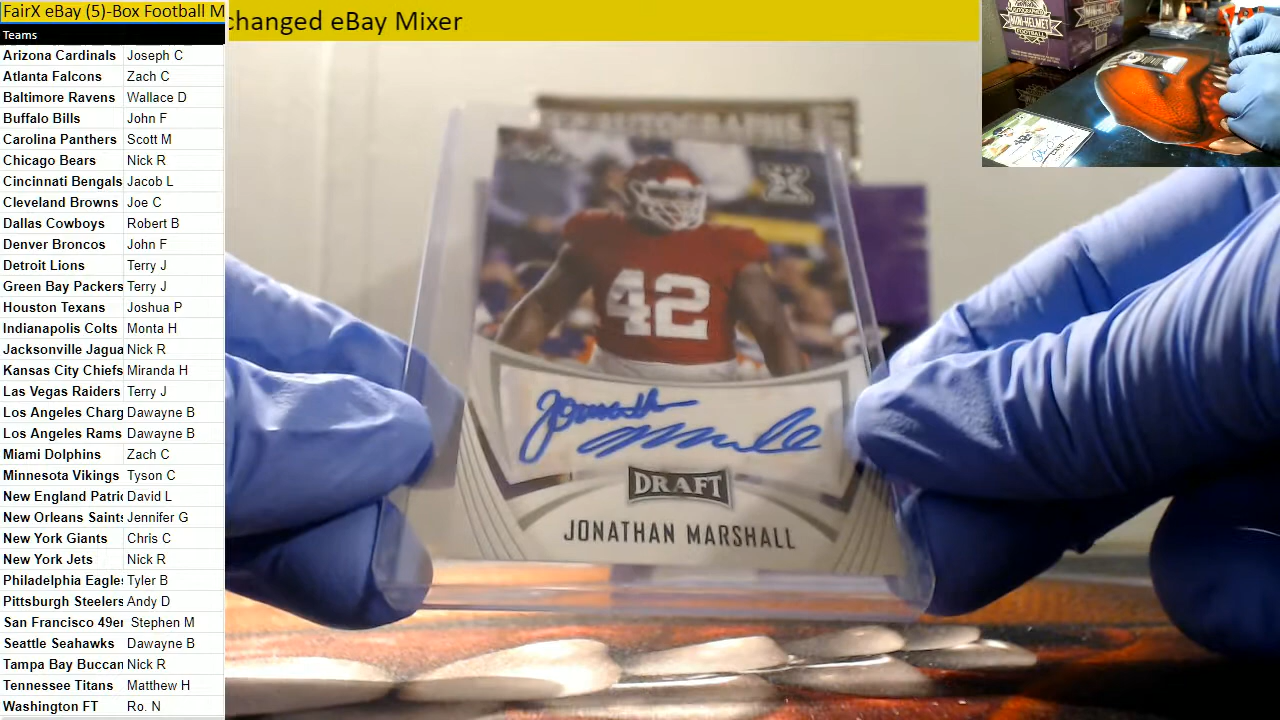 FairX eBay (5)-Box Football M
changed eBay Mixer
Teams
Arizona Cardinals Joseph C
Atlanta Falcons Zach C
Baltimore Ravens Wallace D
Buffalo Bills John F
Carolina Panthers Scott M
Chicago Bears Nick R
Cincinnati Bengals Jacob L
Cleveland Browns Joe C
Dallas Cowboys Robert B
Denver Broncos John F
Detroit Lions Terry J
Green Bay Packers Terry J
Houston Texans Joshua P
Indianapolis Colts Monta H
Jacksonville Jagua Nick R
Kansas City Chiefs Miranda H
Las Vegas Raiders Terry J
Los Angeles Charg Dawayne B
Los Angeles Rams Dawayne B
Miami Dolphins Zach C
Minnesota Vikings Tyson C
New England Patri David L
New Orleans Saints Jennifer G
New York Giants Chris C
New York Jets Nick R
Philadelphia Eagles Tyler B
Pittsburgh Steelers Andy D
San Francisco 49er Stephen M
Seattle Seahawks Dawayne B
Tampa Bay Buccan Nick R
Tennessee Titans Matthew H
Washington FT Ro. N
AUTOGRAPHS
42
DRAFT
JONATHAN MARSHALL
MINI-HELMET
FOOTBALL